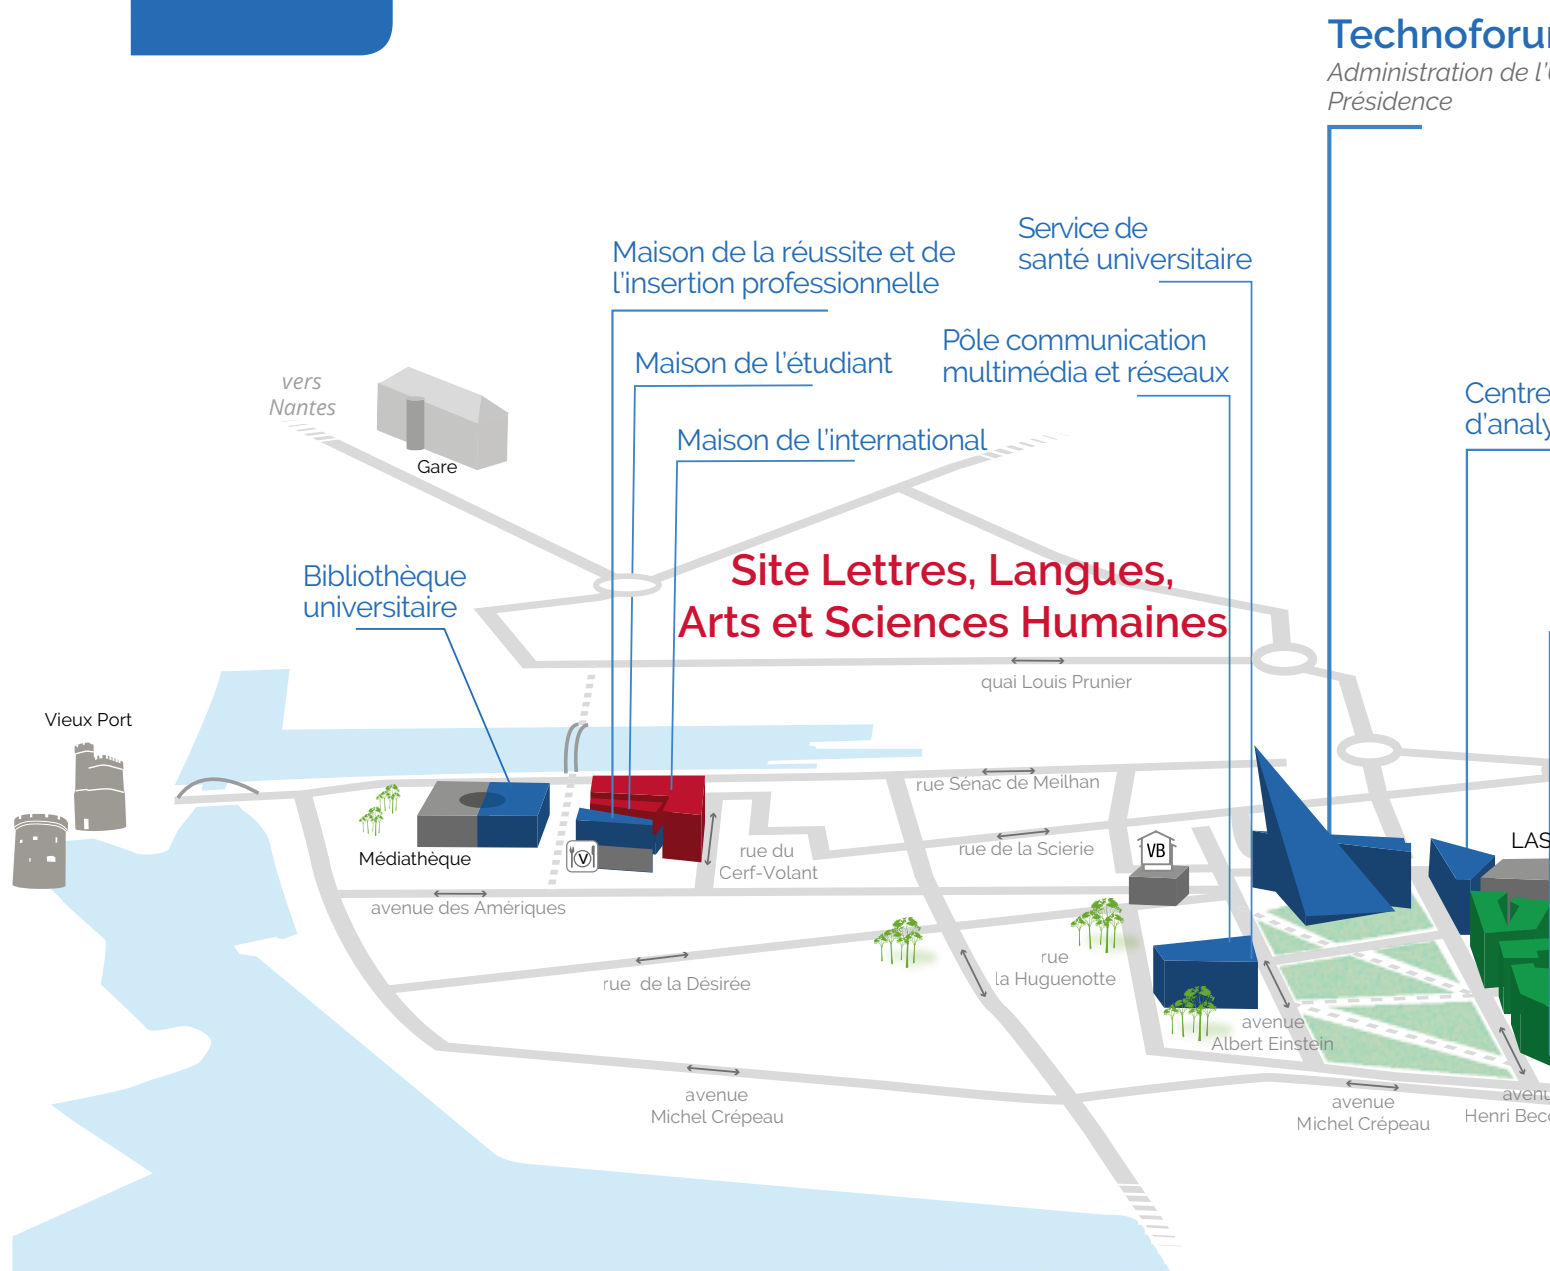 Technoforu
Administration de l'
Présidence
Service de
santé universitaire
Maison de la réussite et de
l'insertion professionnelle
Pôle communication
multimédia et réseaux
Maison de l'étudiant
vers
Nantes
Centre
d'analy
Maison de l'international
Gare
Site Lettres, Langues,
Arts et Sciences Humaines
Bibliothèque
universitaire
quai Louis Prunier
Vieux Port
rue Sénac de Meilhan
rue de la Scierie
VB
LAS
rue du
Cerf-Volant
Médiathèque
V
avenue des Amériques
rue
la Huguenotte
rue de la Désirée
avenue
Albert Einstein
avenue
Michel Crépeau
avenue
Michel Crépeau
avenu
Henri Bec